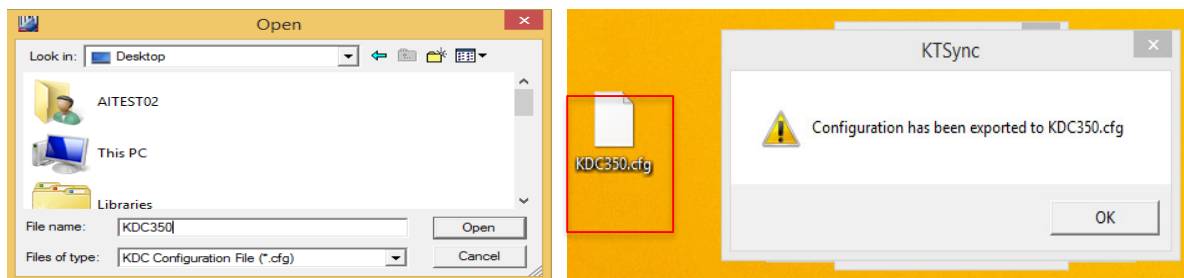 Open
Look in: Desktop
AITEST02
This PC
Libraries
File name: KDC350 Open
Files of type: KDC Configuration File (*.cfg) Cancel
KDC350.cfg
KTSync
Configuration has been exported to KDC350.cfg
OK